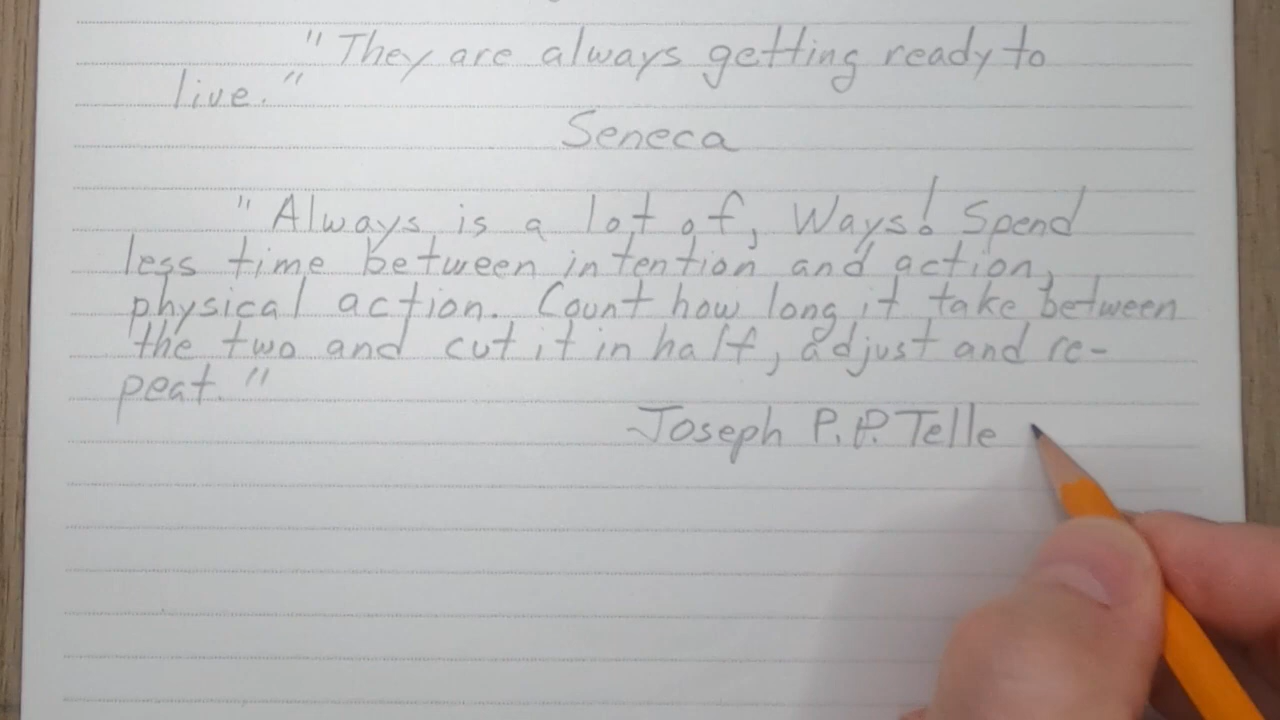 "They are always getting ready to
live."
Seneca
"Always is a lot of, Ways! Spend
less time between intention and action,
physical action. Count how long it take between
the two and cut it in half, adjust and re-
peat."
Joseph P. P. Telle